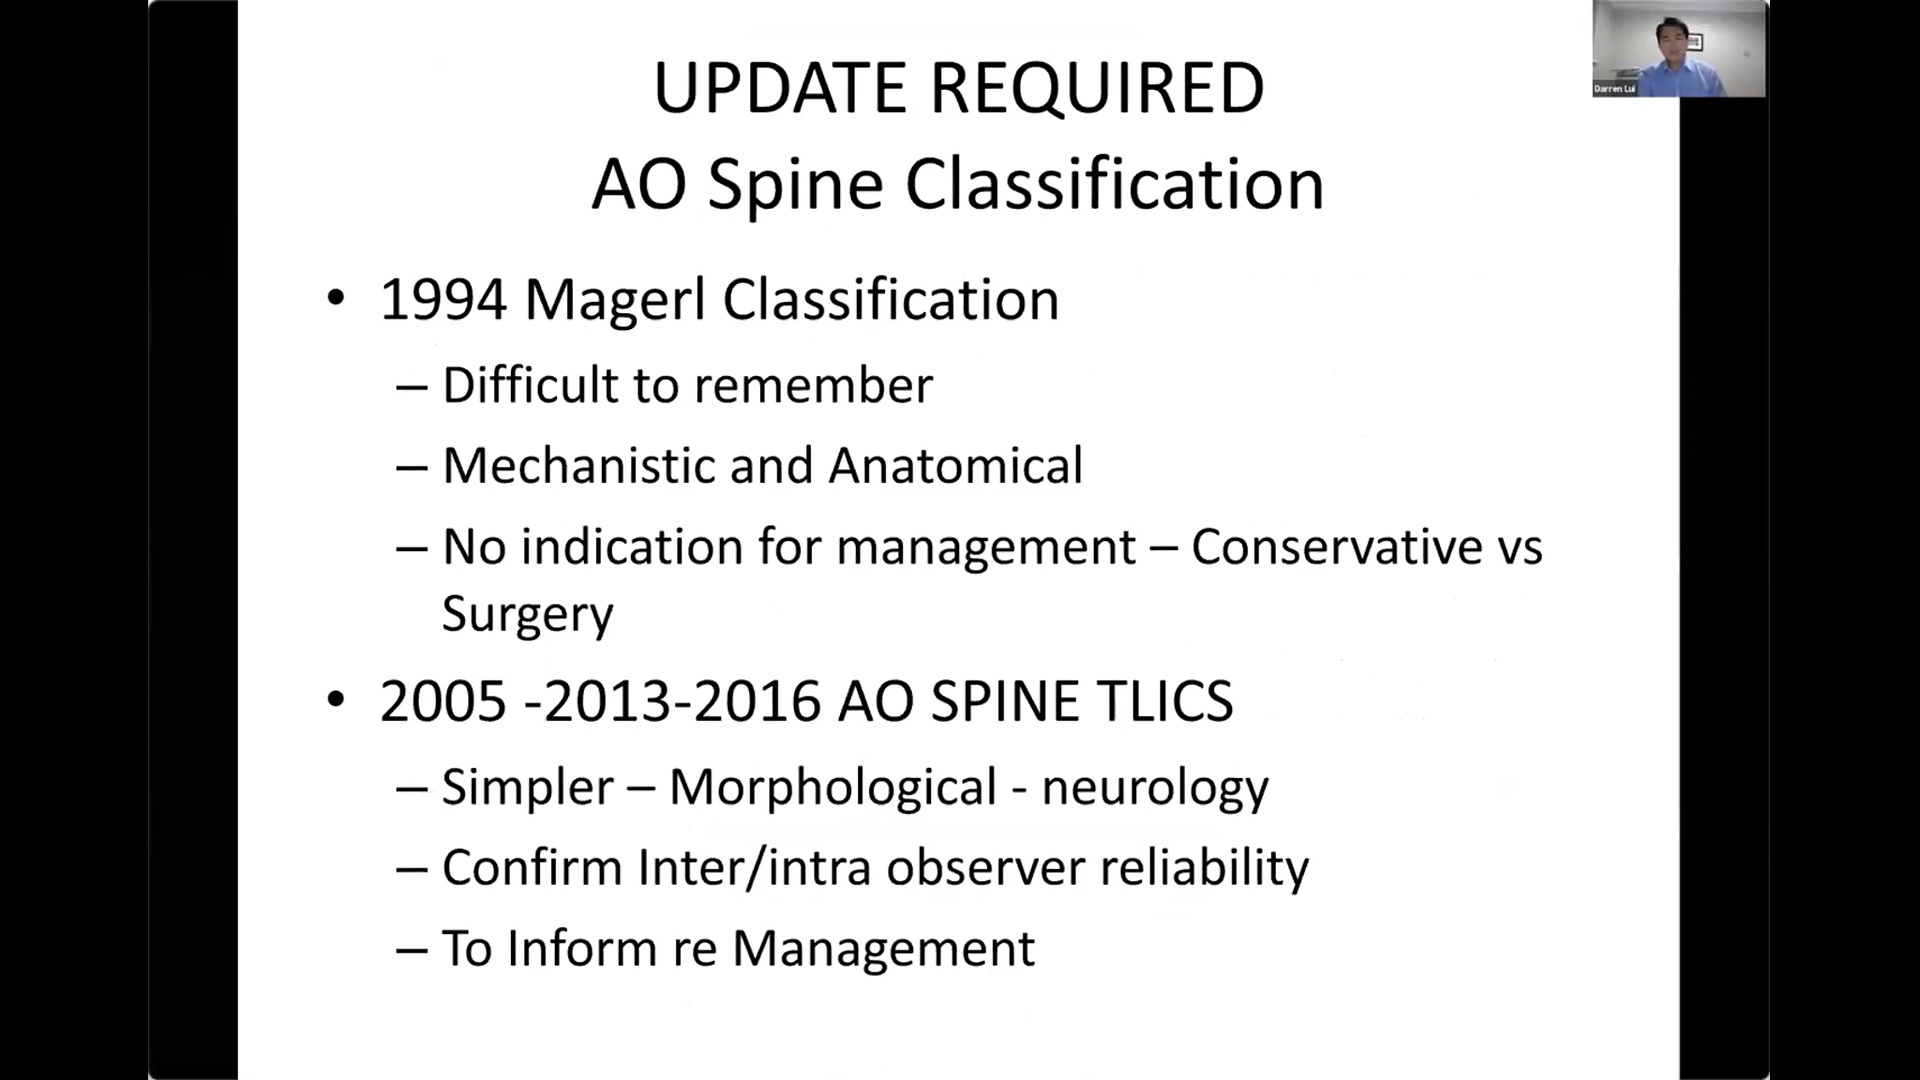 UPDATE REQUIRED
AO Spine Classification
Darren Lui
• 1994 Magerl Classification
– Difficult to remember
– Mechanistic and Anatomical
– No indication for management – Conservative vs
Surgery
• 2005 -2013-2016 AO SPINE TLICS
– Simpler – Morphological - neurology
– Confirm Inter/intra observer reliability
– To Inform re Management